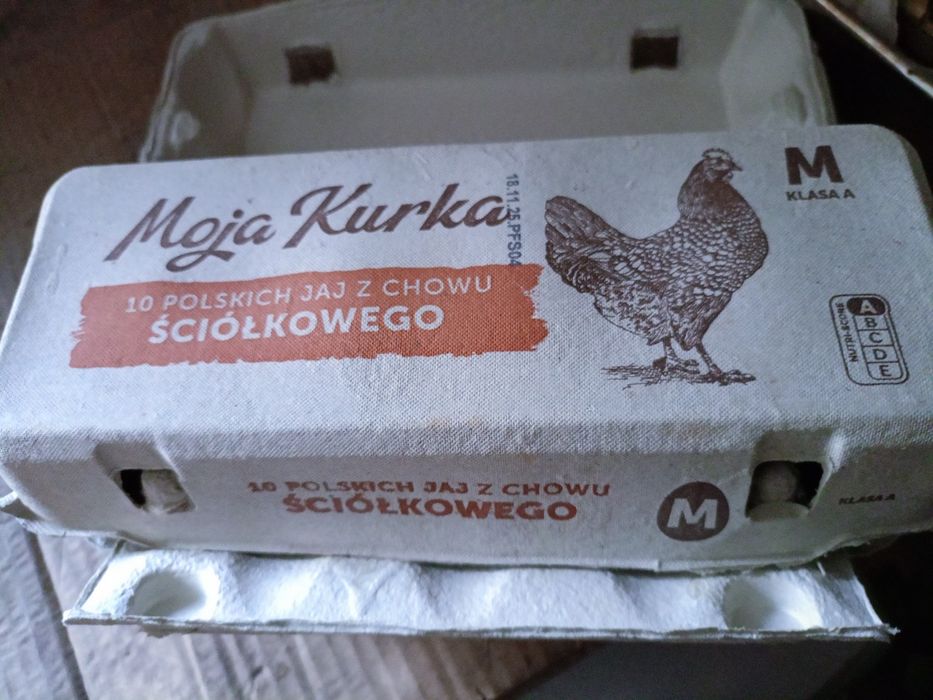 Moja Kurka
10 POLSKICH JAJ Z CHOWU
ŚCIÓŁKOWEGO
18.11.25.PFS04
M
KLASA A
NUTRI-SCORE
A
B
C
D
E
10 POLSKICH JAJ Z CHOWU
ŚCIÓŁKOWEGO
M
KLASA A